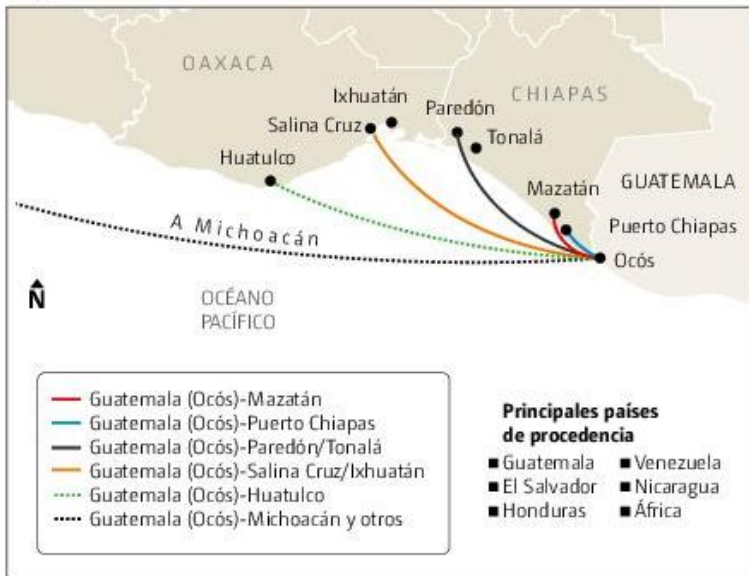 OAXACA
CHIAPAS
Ixhuatán
Paredón
Salina Cruz
Tonalá
Huatulco
Mazatán
GUATEMALA
Puerto Chiapas
A Michoacán
Ocós
N
OCÉANO
PACÍFICO
Guatemala (Ocós)-Mazatán
Guatemala (Ocós)-Puerto Chiapas
Guatemala (Ocós)-Paredón/Tonalá
Guatemala (Ocós)-Salina Cruz/Ixhuatán
Guatemala (Ocós)-Huatulco
Guatemala (Ocós)-Michoacán y otros
Principales países
de procedencia
Guatemala
Venezuela
El Salvador
Nicaragua
Honduras
África